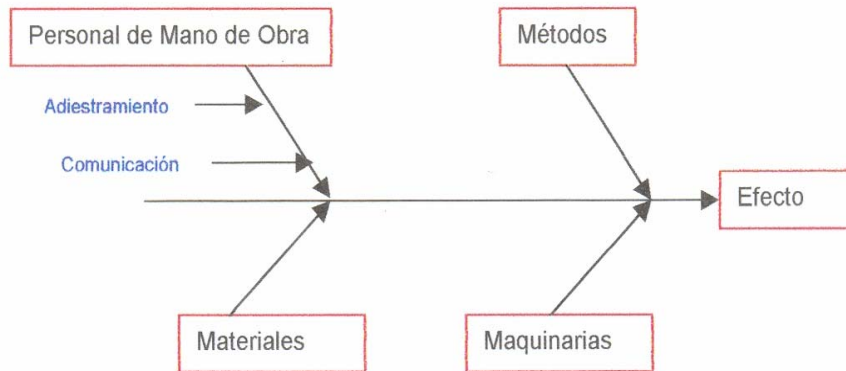 Personal de Mano de Obra
Métodos
Adiestramiento
Comunicación
Efecto
Materiales
Maquinarias